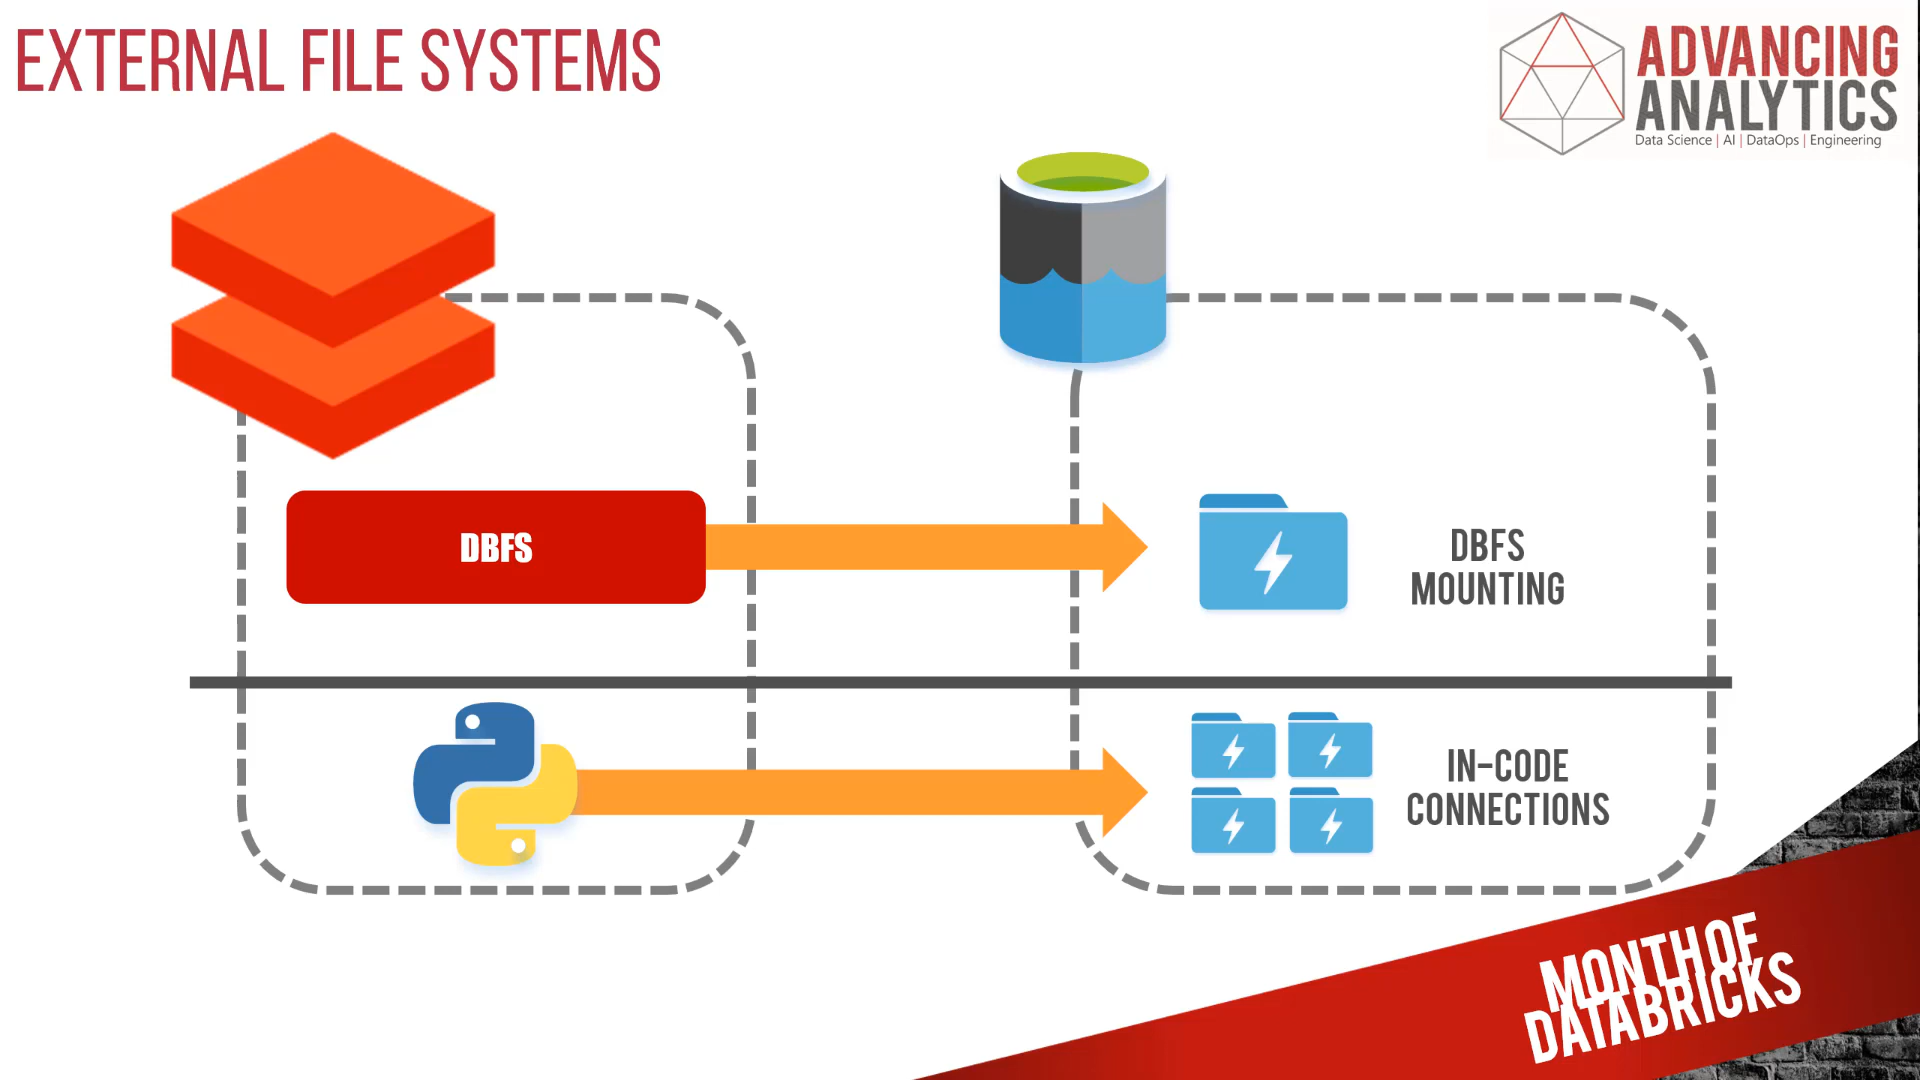 EXTERNAL FILE SYSTEMS
ADVANCING
ANALYTICS
Data Science | AI | DataOps | Engineering
DBFS
DBFS
MOUNTING
IN-CODE
CONNECTIONS
MONTH OF
DATABRICKS